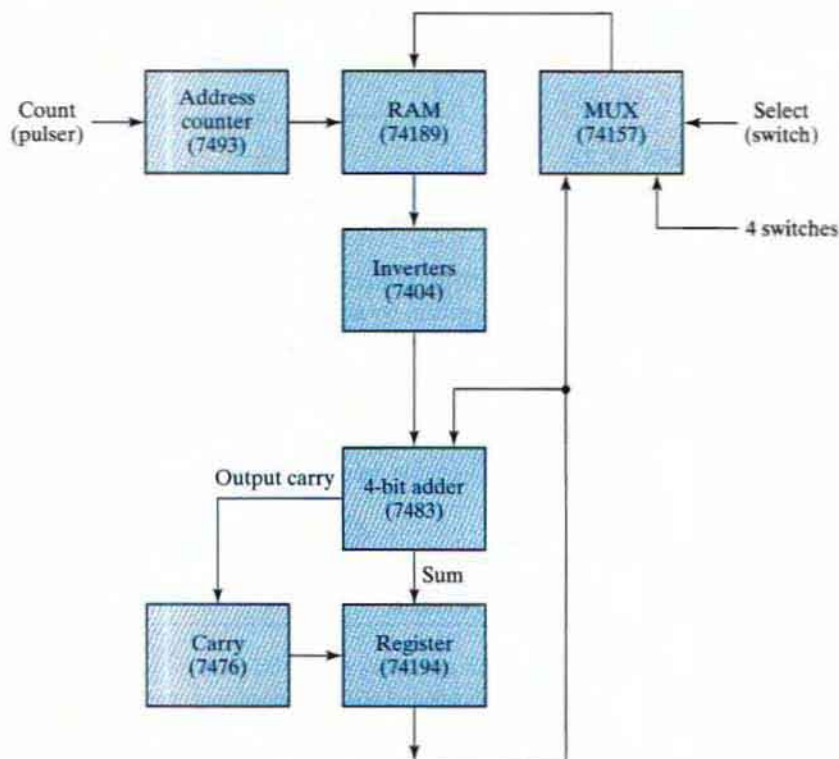 Count
(pulser)
Address
counter
(7493)
RAM
(74189)
MUX
(74157)
Select
(switch)
4 switches
Inverters
(7404)
Output carry
4-bit adder
(7483)
Sum
Carry
(7476)
Register
(74194)